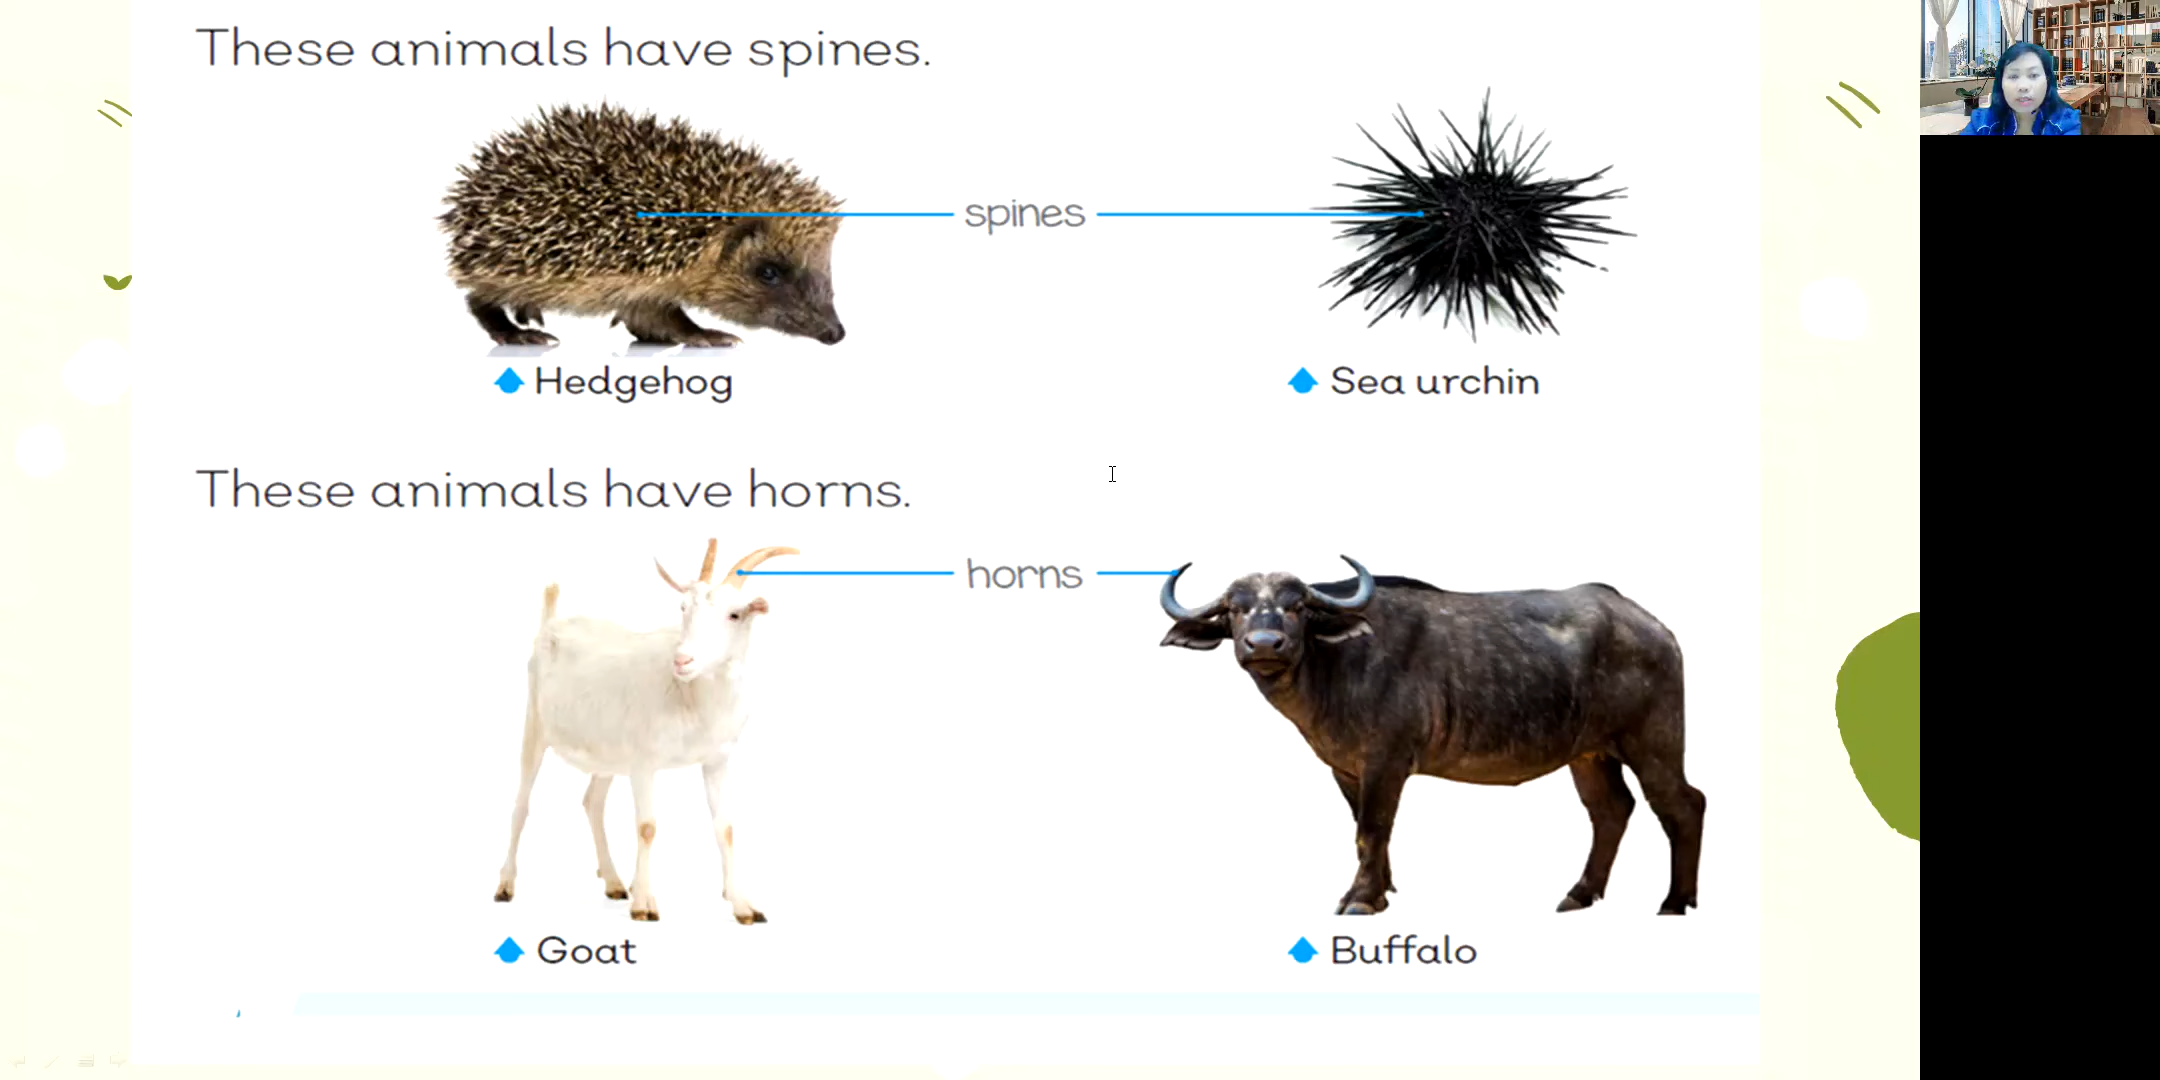 These animals have spines.
spines
Hedgehog
Sea urchin
These animals have horns.
horns
Goat
Buffalo